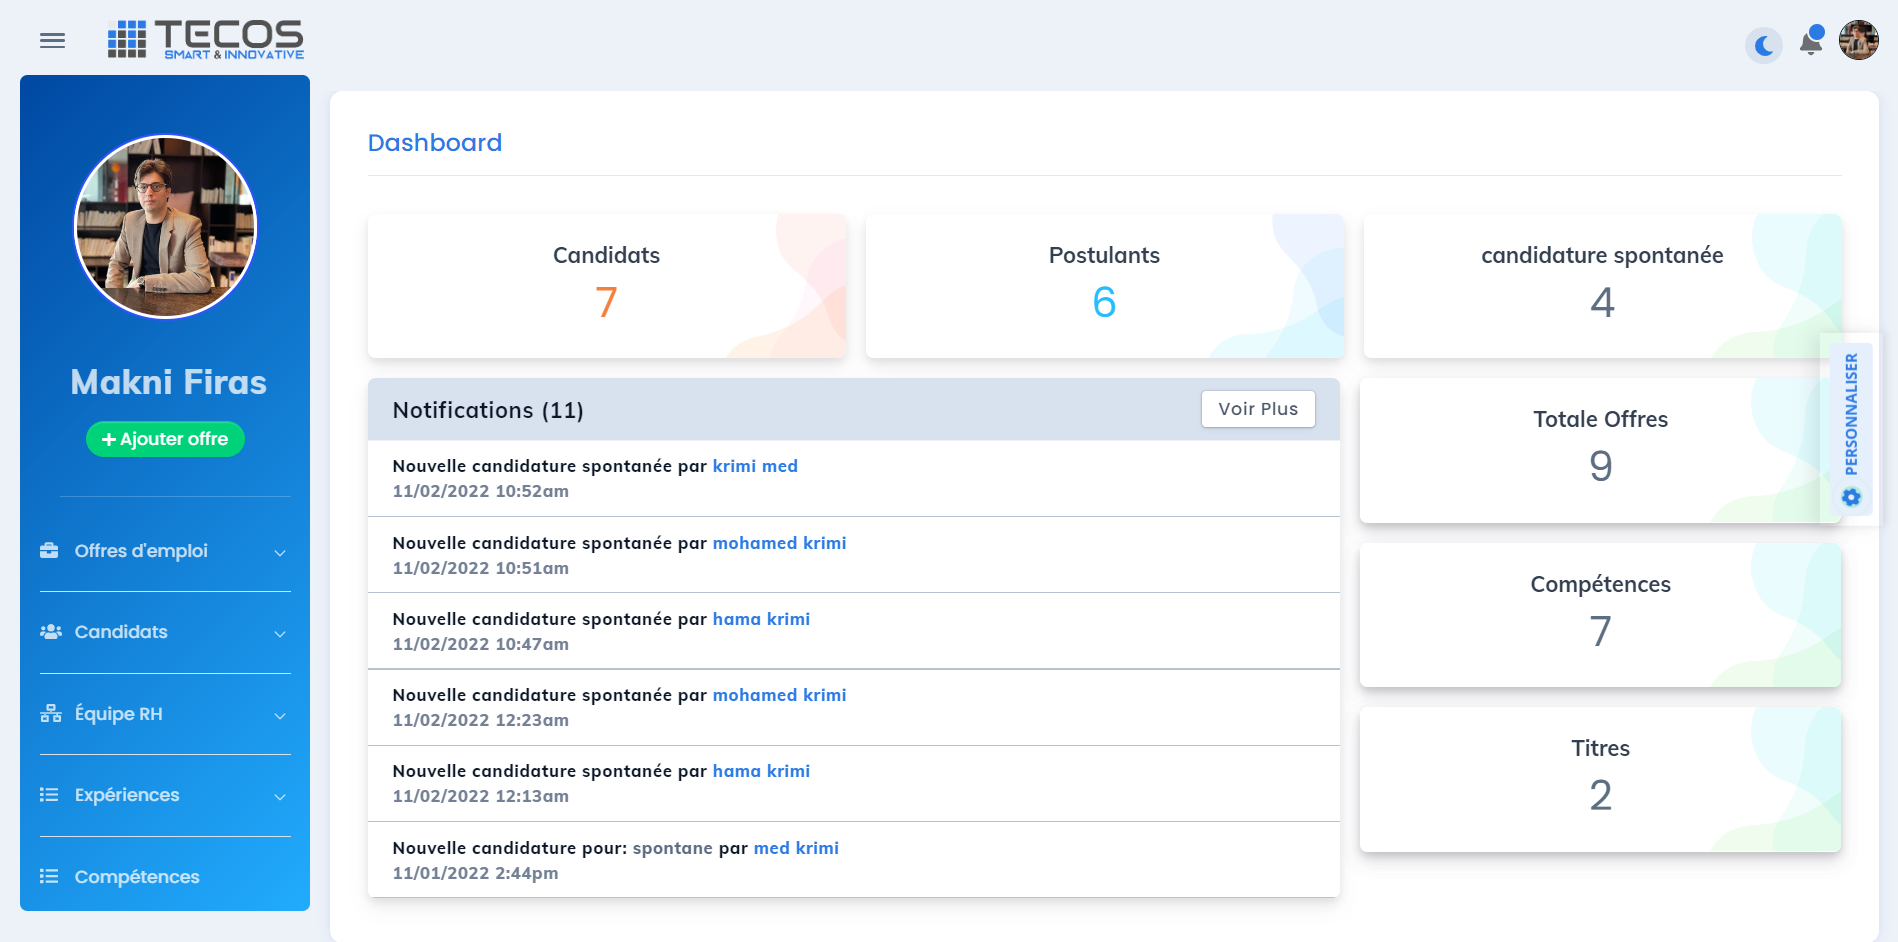 TECOS
SMART & INNOVATIVE
Makni Firas
+ Ajouter offre
Offres d'emploi
Candidats
Équipe RH
Expériences
Compétences
Dashboard
Candidats
7
Postulants
6
candidature spontanée
4
Notifications (11)
Voir Plus
Nouvelle candidature spontanée par krimi med
11/02/2022 10:52am
Nouvelle candidature spontanée par mohamed krimi
11/02/2022 10:51am
Nouvelle candidature spontanée par hama krimi
11/02/2022 10:47am
Nouvelle candidature spontanée par mohamed krimi
11/02/2022 12:23am
Nouvelle candidature spontanée par hama krimi
11/02/2022 12:13am
Nouvelle candidature pour: spontane par med krimi
11/01/2022 2:44pm
Totale Offres
9
Compétences
7
Titres
2
PERSONNALISER